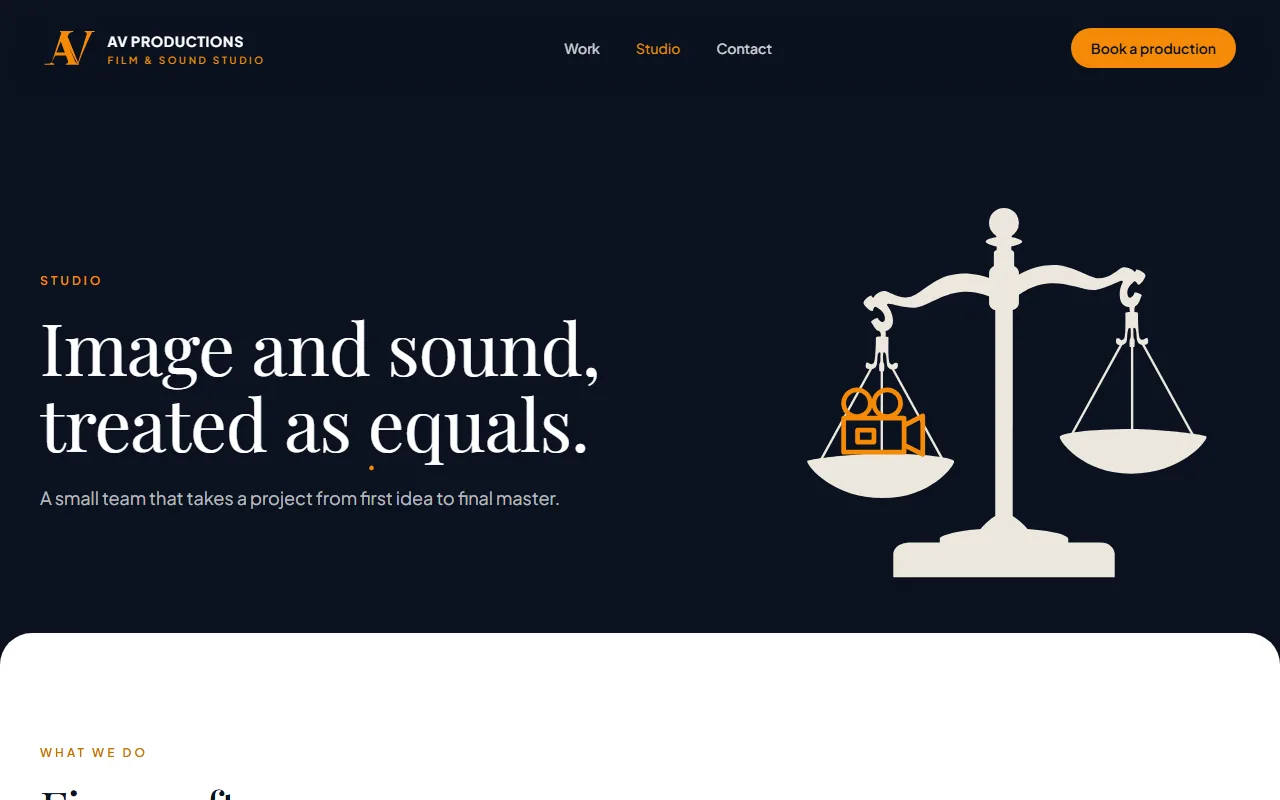 AV
AV PRODUCTIONS
FILM & SOUND STUDIO
Work
Studio
Contact
Book a production
STUDIO
Image and sound,
treated as equals.
A small team that takes a project from first idea to final master.
WHAT WE DO